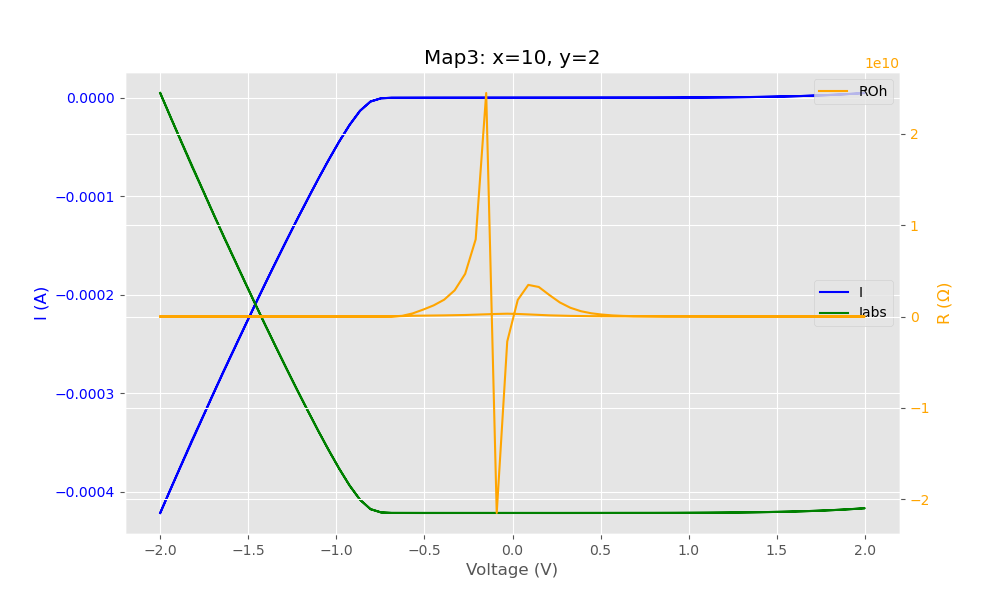 Map3: x=10, y=2
1e10
ROh
I
Iabs
0.0000
−0.0001
−0.0002
−0.0003
−0.0004
I (A)
2
1
0
−1
−2
R (Ω)
−2.0
−1.5
−1.0
−0.5
0.0
0.5
1.0
1.5
2.0
Voltage (V)